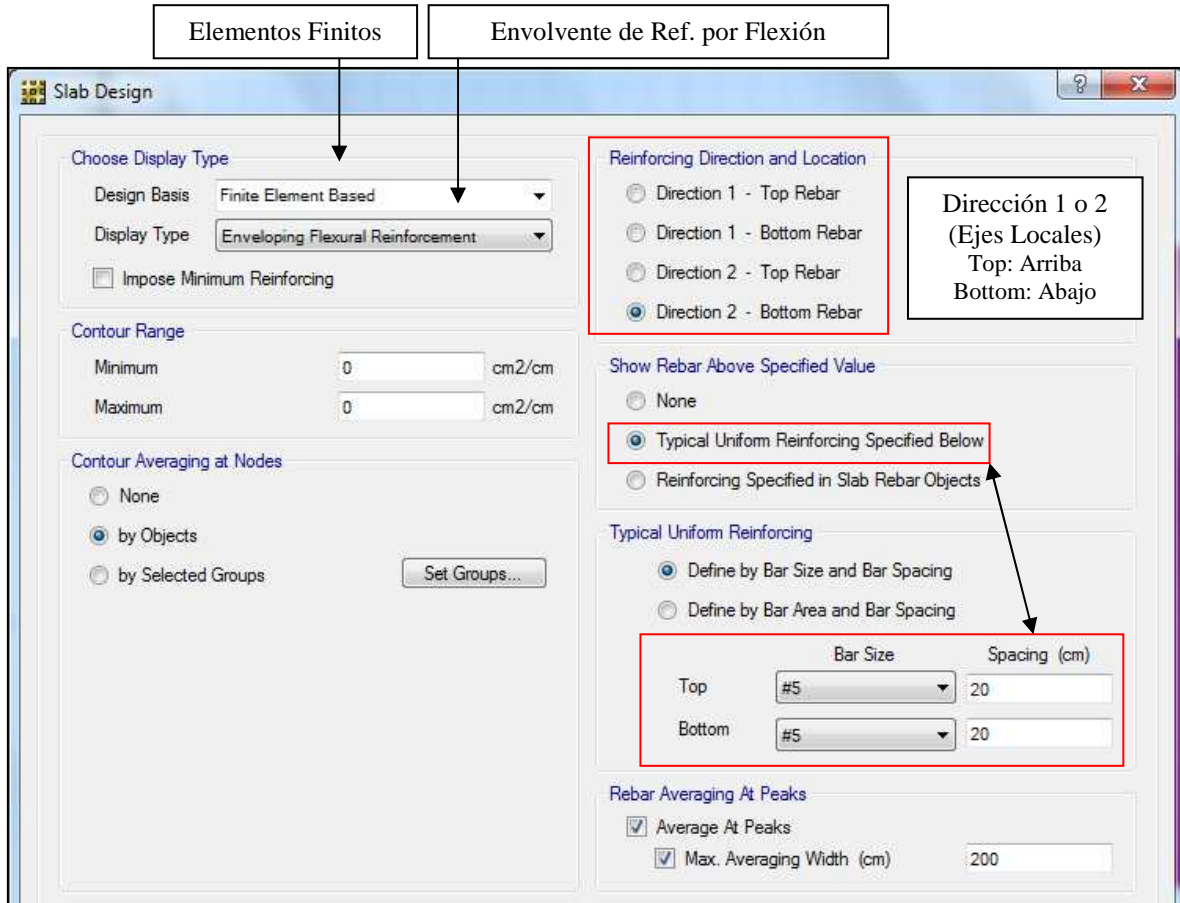 Elementos Finitos
Envolvente de Ref. por Flexión
Slab Design
Choose Display Type
Design Basis Finite Element Based
Display Type Enveloping Flexural Reinforcement
Impose Minimum Reinforcing
Contour Range
Minimum 0 cm2/cm
Maximum 0 cm2/cm
Contour Averaging at Nodes
None
by Objects
by Selected Groups Set Groups...
Reinforcing Direction and Location
Direction 1 - Top Rebar
Direction 1 - Bottom Rebar
Direction 2 - Top Rebar
Direction 2 - Bottom Rebar
Dirección 1 o 2
(Ejes Locales)
Top: Arriba
Bottom: Abajo
Show Rebar Above Specified Value
None
Typical Uniform Reinforcing Specified Below
Reinforcing Specified in Slab Rebar Objects
Typical Uniform Reinforcing
Define by Bar Size and Bar Spacing
Define by Bar Area and Bar Spacing
Bar Size Spacing (cm)
Top #5 20
Bottom #5 20
Rebar Averaging At Peaks
Average At Peaks
Max. Averaging Width (cm) 200